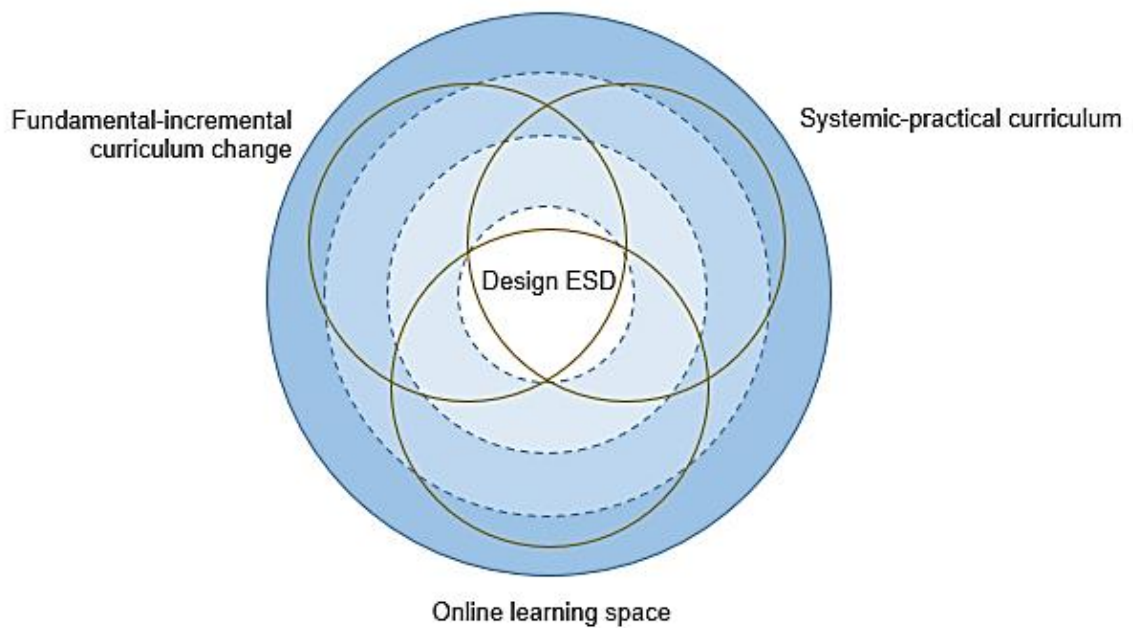 Fundamental-incremental
curriculum change
Systemic-practical curriculum
Design ESD
Online learning space